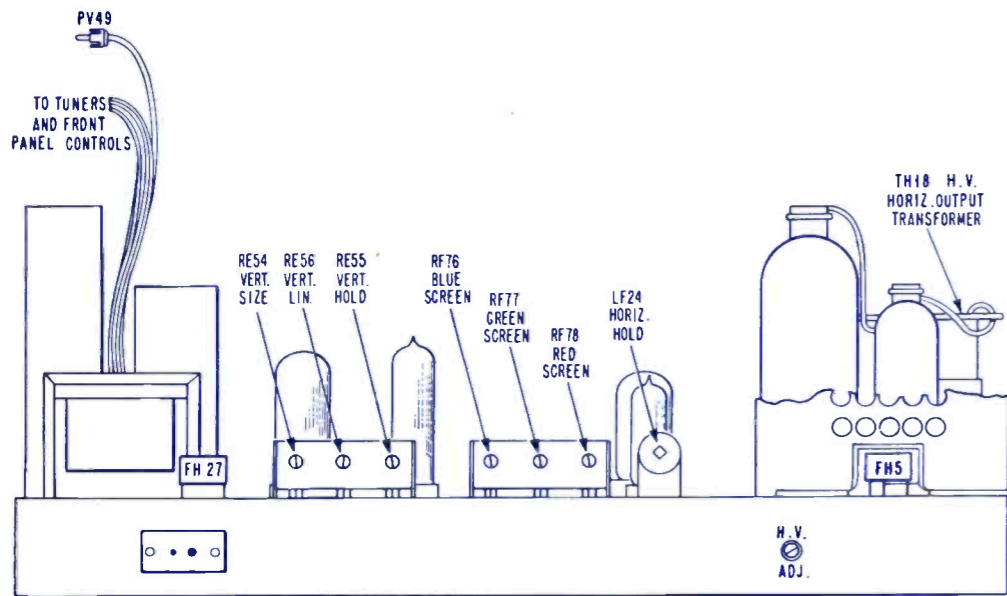 PV49
TO TUNERS
AND FRONT
PANEL CONTROLS
TH18 H.V.
HORIZ.OUTPUT
TRANSFORMER
RE54
VERT.
SIZE
RE56
VERT.
LIN.
RE55
VERT.
HOLD
RF76
BLUE
SCREEN
RF77
GREEN
SCREEN
RF78
RED
SCREEN
LF24
HORIZ.
HOLD
FH 27
FH5
H.V.
ADJ.